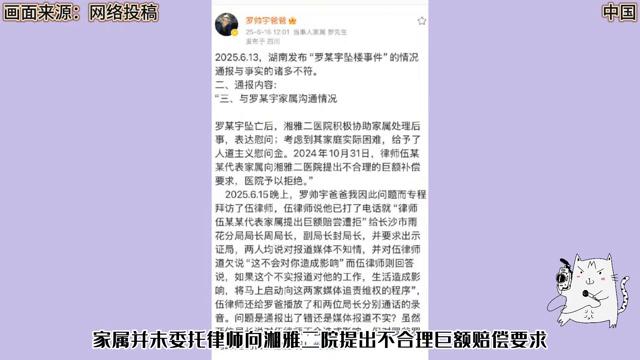 画面来源：网络投稿
中国
罗帅宇爸爸
25-6-16 12:01 当事人家属 罗先生
发布于 四川
2025.6.13，湖南发布“罗某宇坠楼事件”的情况
通报与事实的诸多不符。
二、通报内容：
“三、与罗某宇家属沟通情况
罗某宇坠亡后，湘雅二医院积极协助家属处理后
事，表达慰问；考虑到其家庭实际困难，给予了
人道主义慰问金。2024年10月31日，律师伍某
某代表家属向湘雅二医院提出不合理的巨额补偿
要求，医院予以拒绝。”
2025.6.15晚上，罗帅宇爸爸我因此问题而专程
拜访了伍律师，伍律师说他已打了电话就“律师
伍某某代表家属提出巨额赔尝遭拒”给长沙市雨
花分局局长周局长，副局长封局长，并要求出示
证局，两人均说对报道媒体不知情，并对伍律师
道欠说“这不会对你造成影响”而伍律师则回答
说，如果这个不实报道对他的工作，生活造成影
响，将马上启动向这两家媒体追责维权的程序”，
伍律师还给罗爸播放了和两位局长分别通话的录
音。问题是通报出了错还是媒体报道不实？虽然
家属并未委托律师向湘雅二院提出不合理巨额赔偿要求